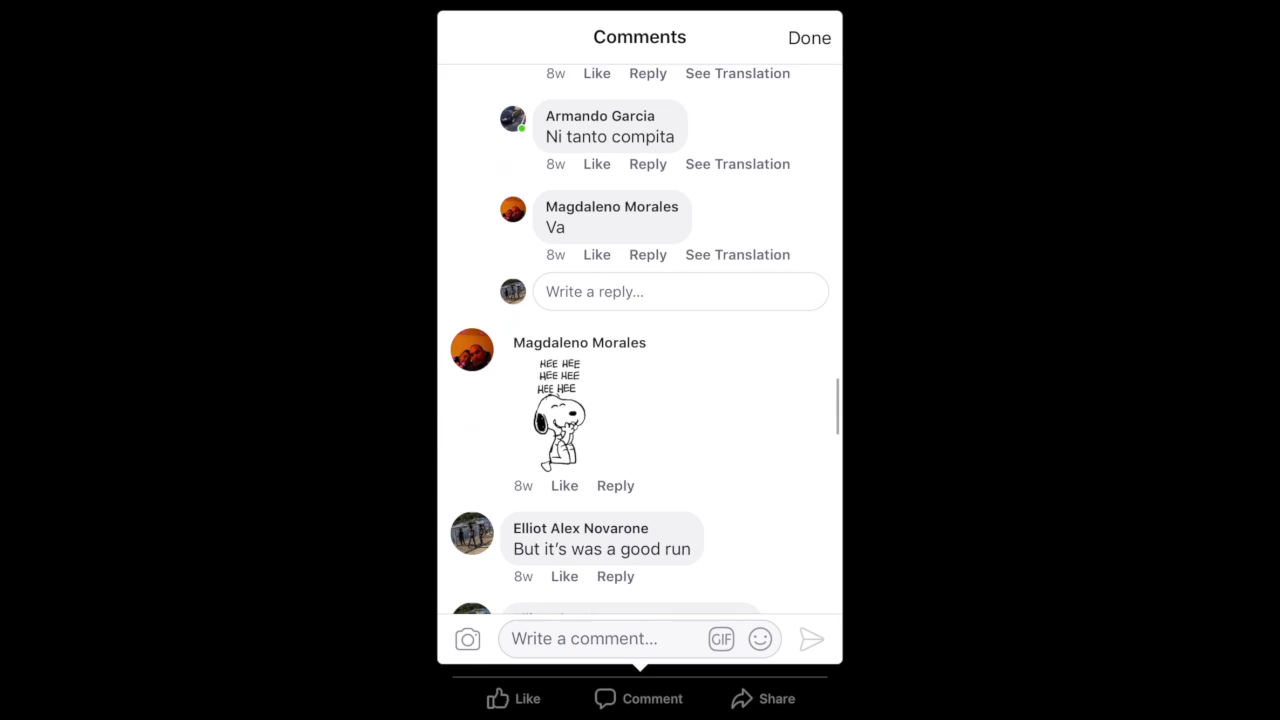 Comments
Done
8w Like Reply See Translation
Armando Garcia
Ni tanto compita
8w Like Reply See Translation
Magdaleno Morales
Va
8w Like Reply See Translation
Write a reply...
Magdaleno Morales
HEE HEE
HEE HEE
HEE HEE
8w Like Reply
Elliot Alex Novarone
But it's was a good run
8w Like Reply
Write a comment...
GIF
Like Comment Share